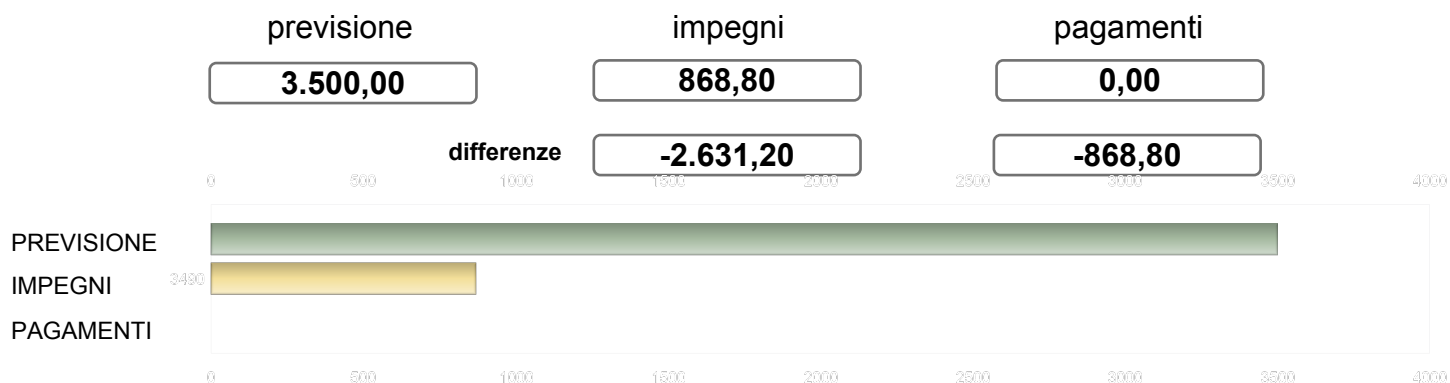 previsione impegni pagamenti
3.500,00 868,80 0,00
differenze -2.631,20 -868,80
0 500 1000 1500 2000 2500 3000 3500 4000
PREVISIONE
3490
IMPEGNI
PAGAMENTI
0 500 1000 1500 2000 2500 3000 3500 4000